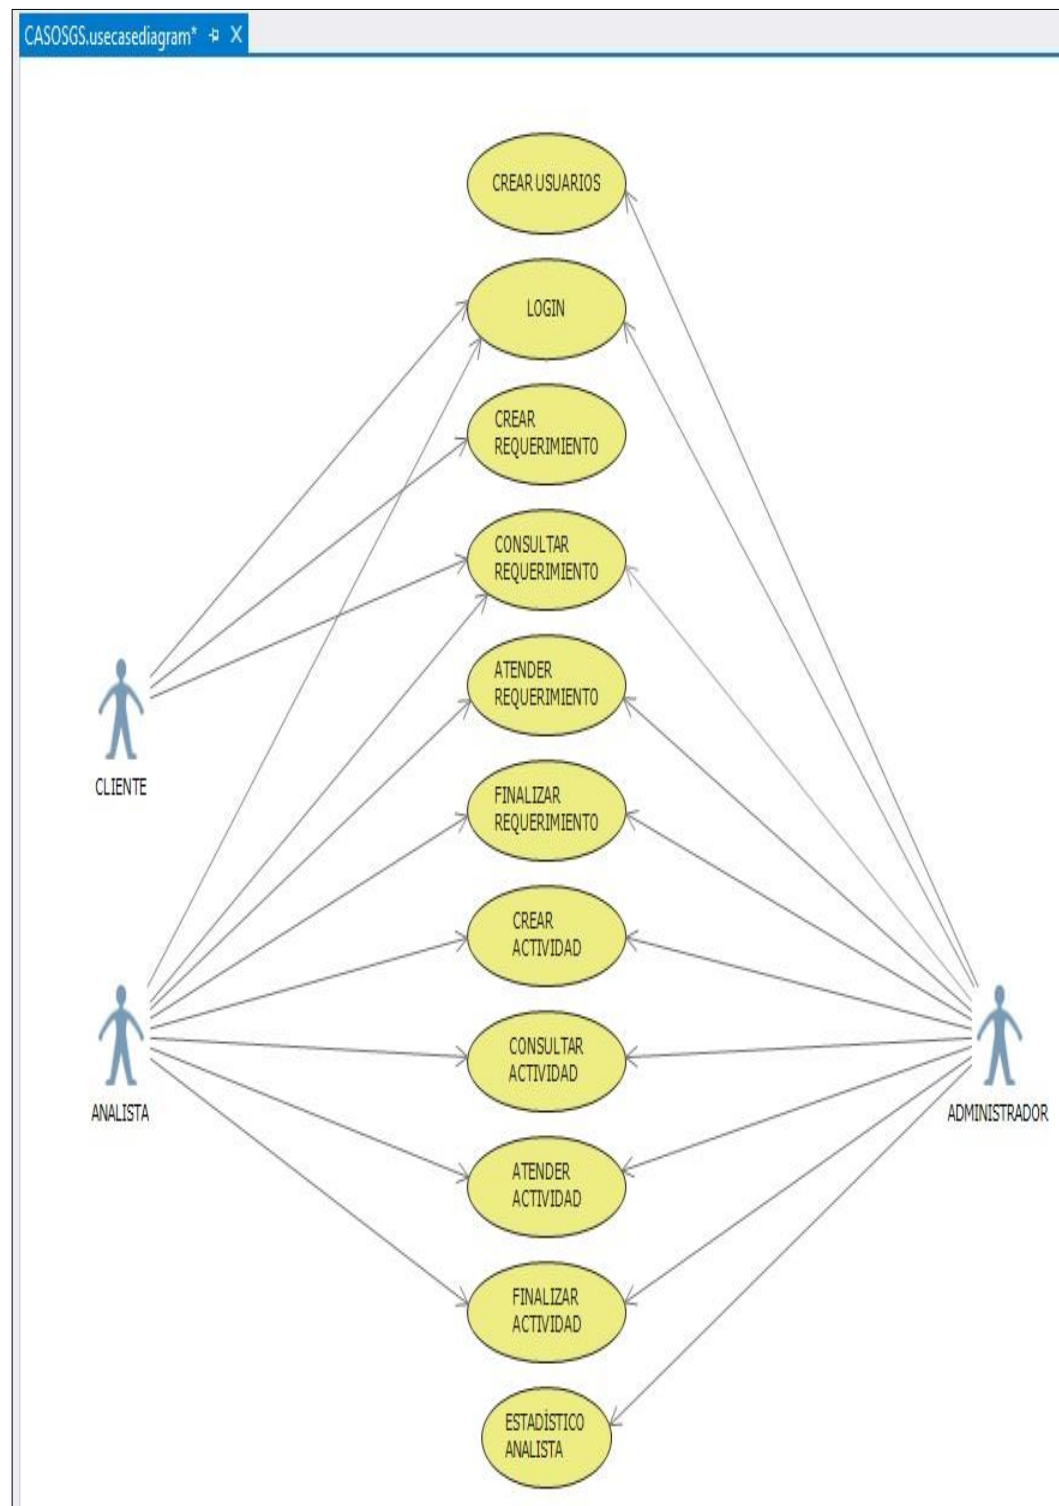 CASOSGS.usecasediagram*
CREAR USUARIOS
LOGIN
CREAR
REQUERIMIENTO
CONSULTAR
REQUERIMIENTO
ATENDER
REQUERIMIENTO
CLIENTE
FINALIZAR
REQUERIMIENTO
CREAR
ACTIVIDAD
CONSULTAR
ACTIVIDAD
ANALISTA
ADMINISTRADOR
ATENDER
ACTIVIDAD
FINALIZAR
ACTIVIDAD
ESTADÌSTICO
ANALISTA